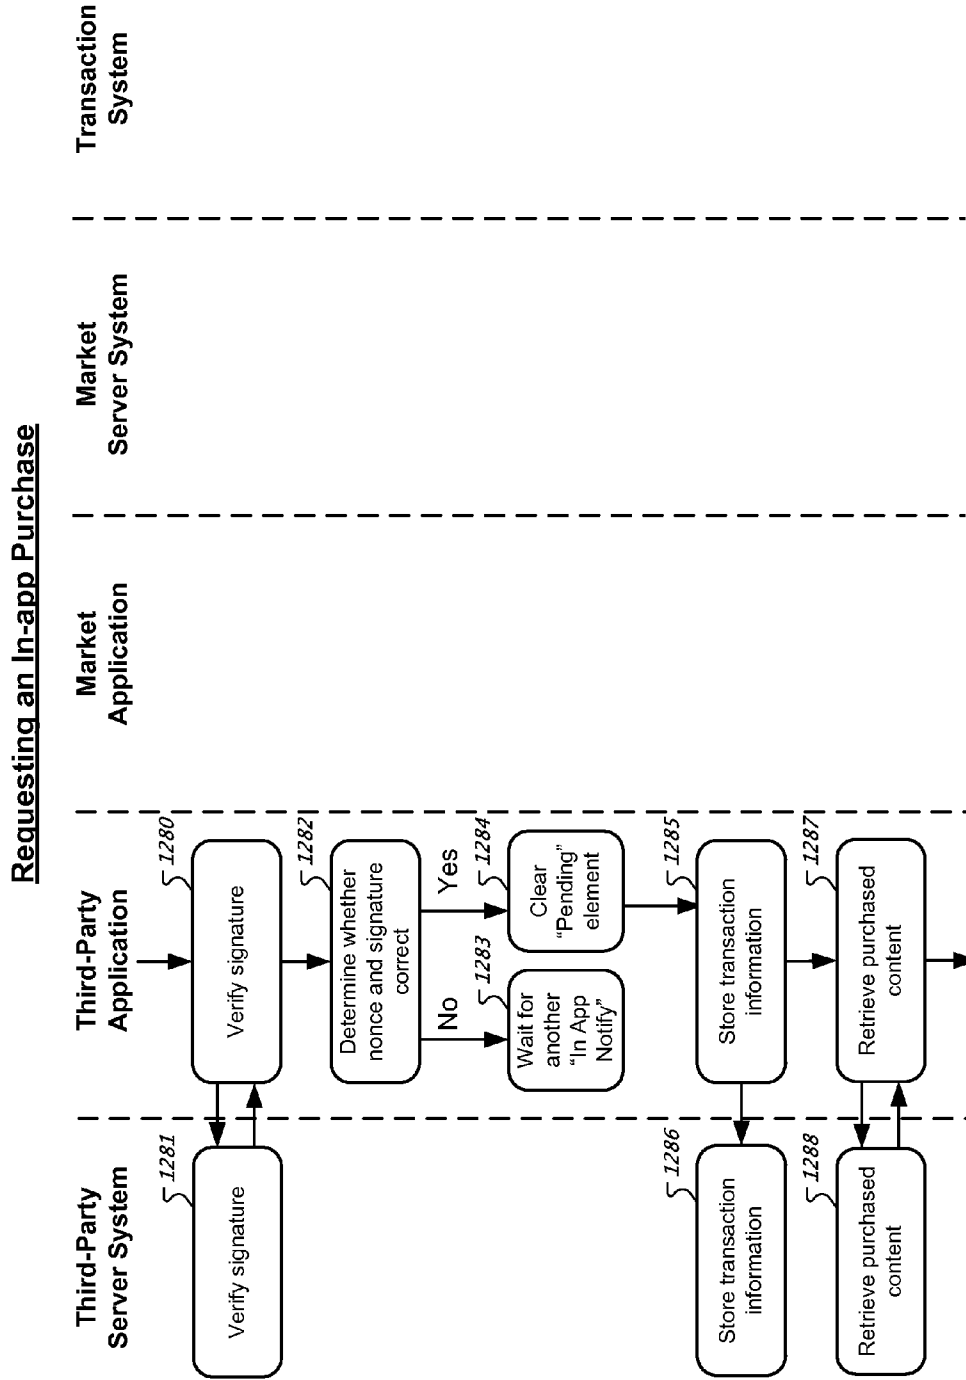 Requesting an In-app Purchase
Third-Party
Server System
Third-Party
Application
Market
Application
Market
Server System
Transaction
System
1281
Verify signature
1280
Verify signature
1282
Determine whether
nonce and signature
correct
No
Yes
1283
Wait for
another
“In App
Notify”
1284
Clear
“Pending”
element
1286
Store transaction
information
1285
Store transaction
information
1288
Retrieve purchased
content
1287
Retrieve purchased
content